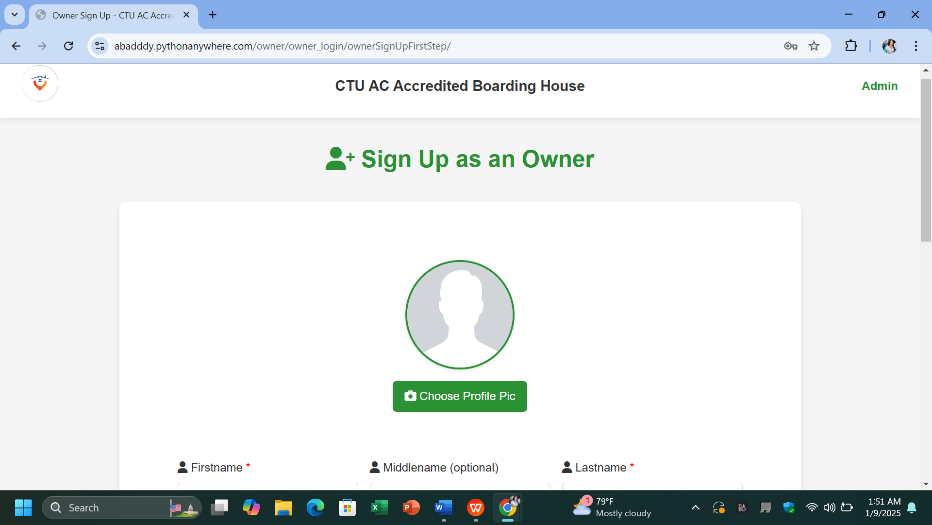 Owner Sign Up - CTU AC Accre
abadddy.pythonanywhere.com/owner/owner_login/ownerSignUpFirstStep/
CTU AC Accredited Boarding House
Admin
Sign Up as an Owner
Choose Profile Pic
Firstname *
Middlename (optional)
Lastname *
Search
79°F
Mostly cloudy
1:51 AM
1/9/2025